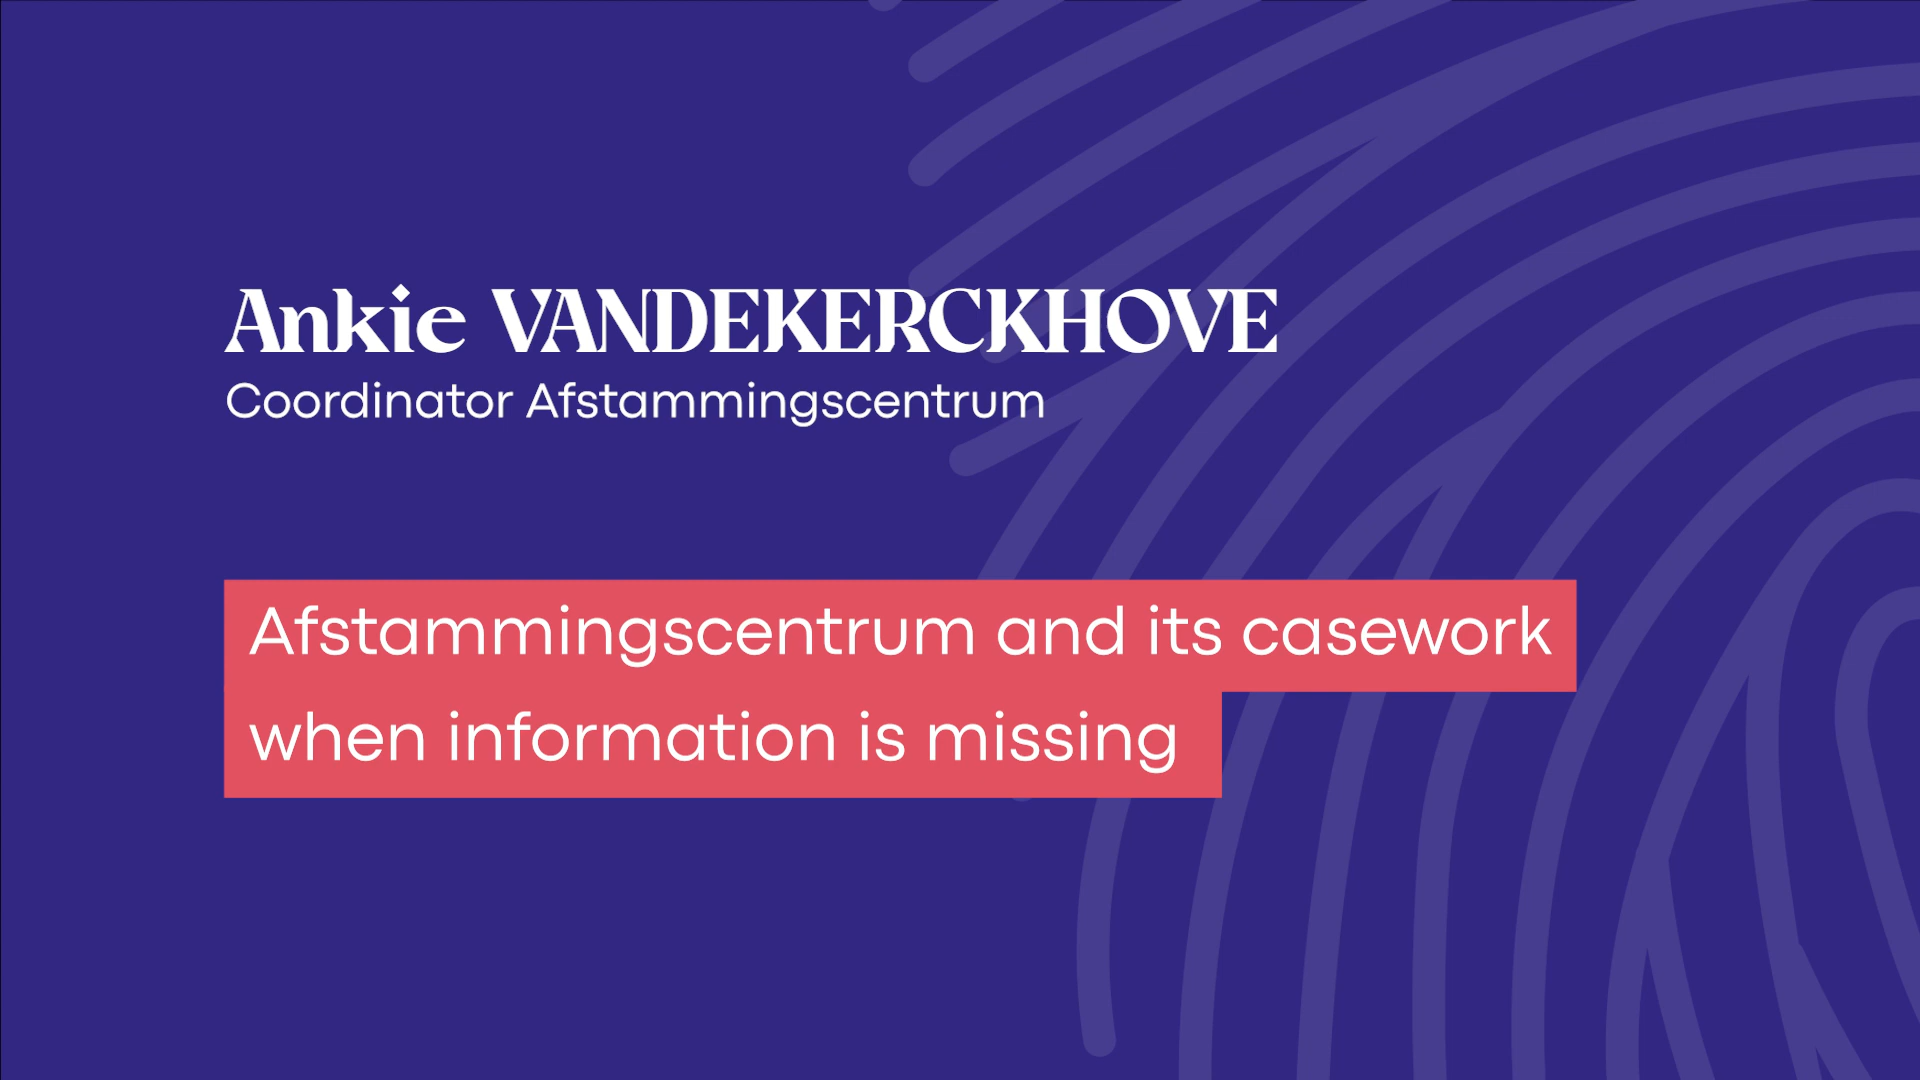 Ankie VANDEKERCKHOVE
Coordinator Afstammingscentrum
Afstammingscentrum and its casework
when information is missing